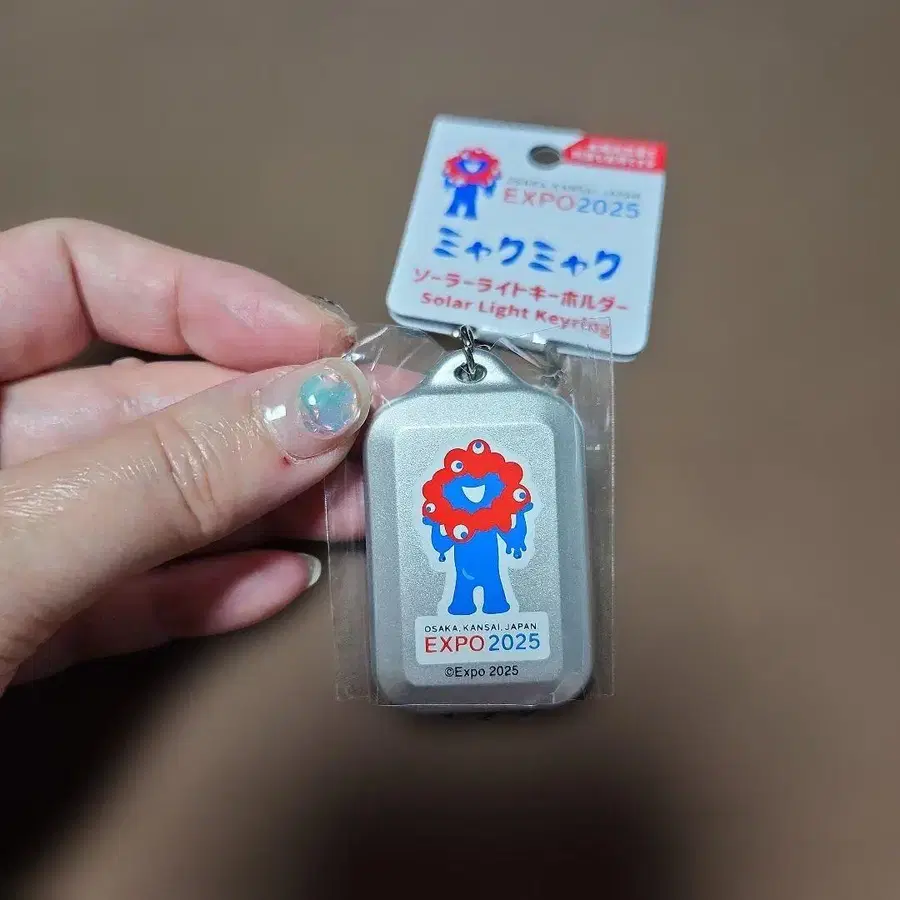 OSAKA, KANSAI, JAPAN
EXPO2025
ミャクミャク
ソーラーライトキーホルダー
Solar Light Keyring
OSAKA, KANSAI, JAPAN
EXPO2025
©Expo 2025